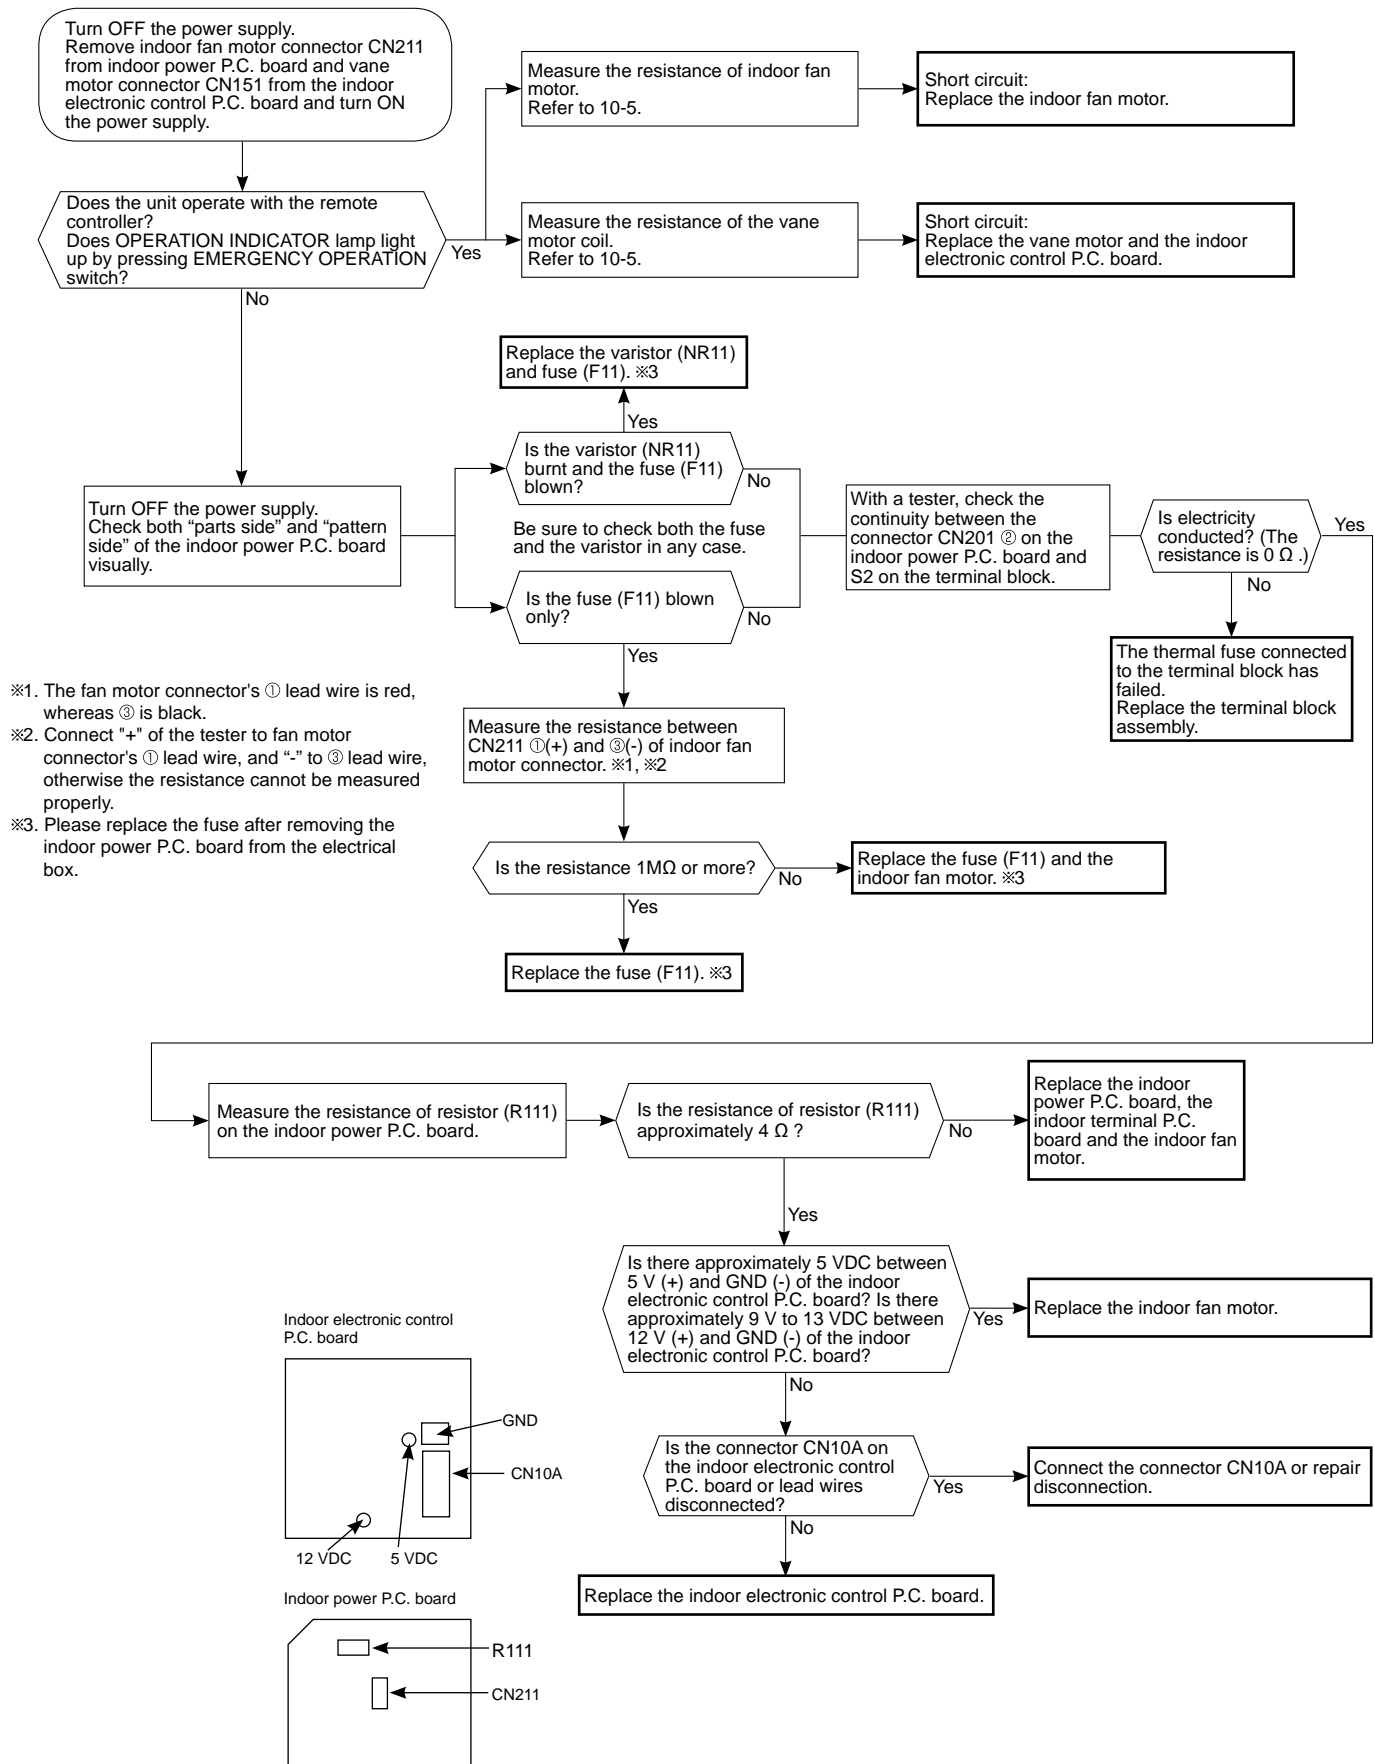 Turn OFF the power supply.
Remove indoor fan motor connector CN211
from indoor power P.C. board and vane
motor connector CN151 from the indoor
electronic control P.C. board and turn ON
the power supply.
Measure the resistance of indoor fan
motor.
Refer to 10-5.
Short circuit:
Replace the indoor fan motor.
Does the unit operate with the remote
controller?
Does OPERATION INDICATOR lamp light
up by pressing EMERGENCY OPERATION
switch?
Yes
Measure the resistance of the vane
motor coil.
Refer to 10-5.
Short circuit:
Replace the vane motor and the indoor
electronic control P.C. board.
No
Replace the varistor (NR11)
and fuse (F11). ※3
Yes
Is the varistor (NR11)
burnt and the fuse (F11)
blown?
No
Turn OFF the power supply.
Check both “parts side” and “pattern
side” of the indoor power P.C. board
visually.
Be sure to check both the fuse
and the varistor in any case.
With a tester, check the
continuity between the
connector CN201 ② on the
indoor power P.C. board and
S2 on the terminal block.
Is electricity
conducted? (The
resistance is 0 Ω .)
Yes
No
Is the fuse (F11) blown
only?
No
Yes
The thermal fuse connected
to the terminal block has
failed.
Replace the terminal block
assembly.
※1. The fan motor connector's ① lead wire is red,
whereas ③ is black.
※2. Connect "+" of the tester to fan motor
connector's ① lead wire, and “-” to ③ lead wire,
otherwise the resistance cannot be measured
properly.
※3. Please replace the fuse after removing the
indoor power P.C. board from the electrical
box.
Measure the resistance between
CN211 ①(+) and ③(-) of indoor fan
motor connector. ※1, ※2
Is the resistance 1MΩ or more?
No
Replace the fuse (F11) and the
indoor fan motor. ※3
Yes
Replace the fuse (F11). ※3
Measure the resistance of resistor (R111)
on the indoor power P.C. board.
Is the resistance of resistor (R111)
approximately 4 Ω ?
No
Replace the indoor
power P.C. board, the
indoor terminal P.C.
board and the indoor fan
motor.
Yes
Is there approximately 5 VDC between
5 V (+) and GND (-) of the indoor
electronic control P.C. board? Is there
approximately 9 V to 13 VDC between
12 V (+) and GND (-) of the indoor
electronic control P.C. board?
Yes
Replace the indoor fan motor.
No
Is the connector CN10A on
the indoor electronic control
P.C. board or lead wires
disconnected?
Yes
Connect the connector CN10A or repair
disconnection.
No
Replace the indoor electronic control P.C. board.
Indoor electronic control
P.C. board
GND
CN10A
12 VDC
5 VDC
Indoor power P.C. board
R111
CN211